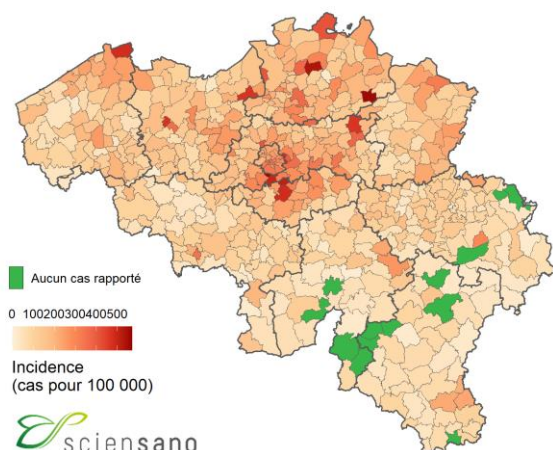 Aucun cas rapporté
0 100200300400500
Incidence
(cas pour 100 000)
sciensano